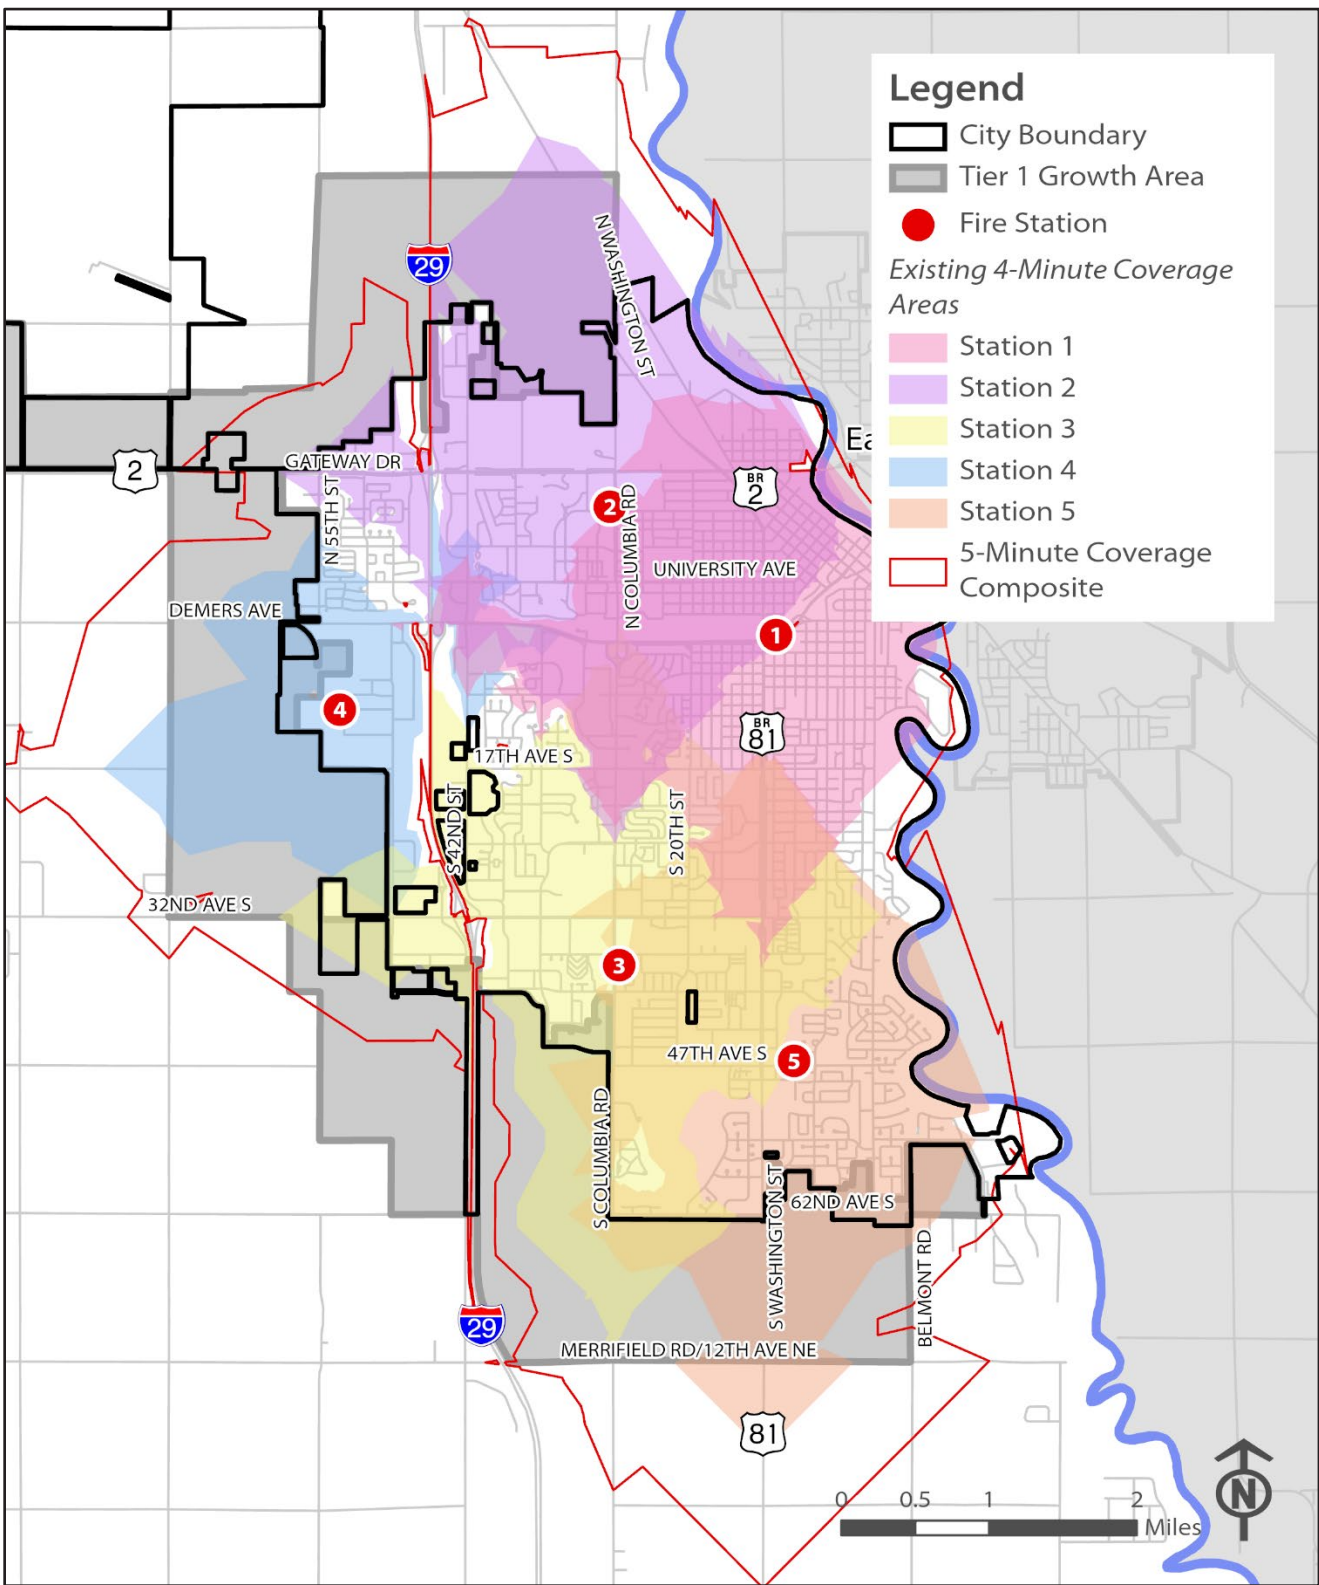 Legend
City Boundary
Tier 1 Growth Area
Fire Station
Existing 4-Minute Coverage
Areas
Station 1
Station 2
Station 3
Station 4
Station 5
5-Minute Coverage
Composite
N WASHINGTON ST
29
Ea
GATEWAY DR
2
BR
2
2
N 55TH ST
N COLUMBIA RD
UNIVERSITY AVE
DEMERS AVE
1
4
BR
81
17TH AVE S
S 42ND ST
S 20TH ST
32ND AVE S
3
47TH AVE S
5
S COLUMBIA RD
S WASHINGTON ST
62ND AVE S
BELMONT RD
29
MERRIFIELD RD/12TH AVE NE
81
N
0 0.5 1 2
Miles